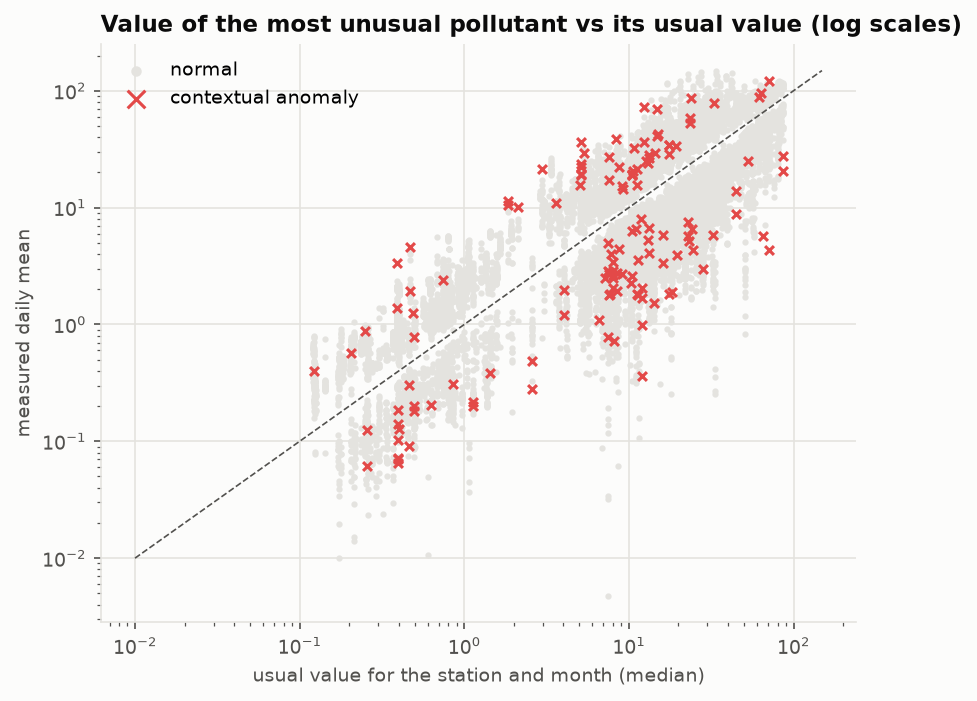 Value of the most unusual pollutant vs its usual value (log scales)
normal
contextual anomaly
measured daily mean
10²
10¹
10⁰
10⁻¹
10⁻²
10⁻² 10⁻¹ 10⁰ 10¹ 10²
usual value for the station and month (median)